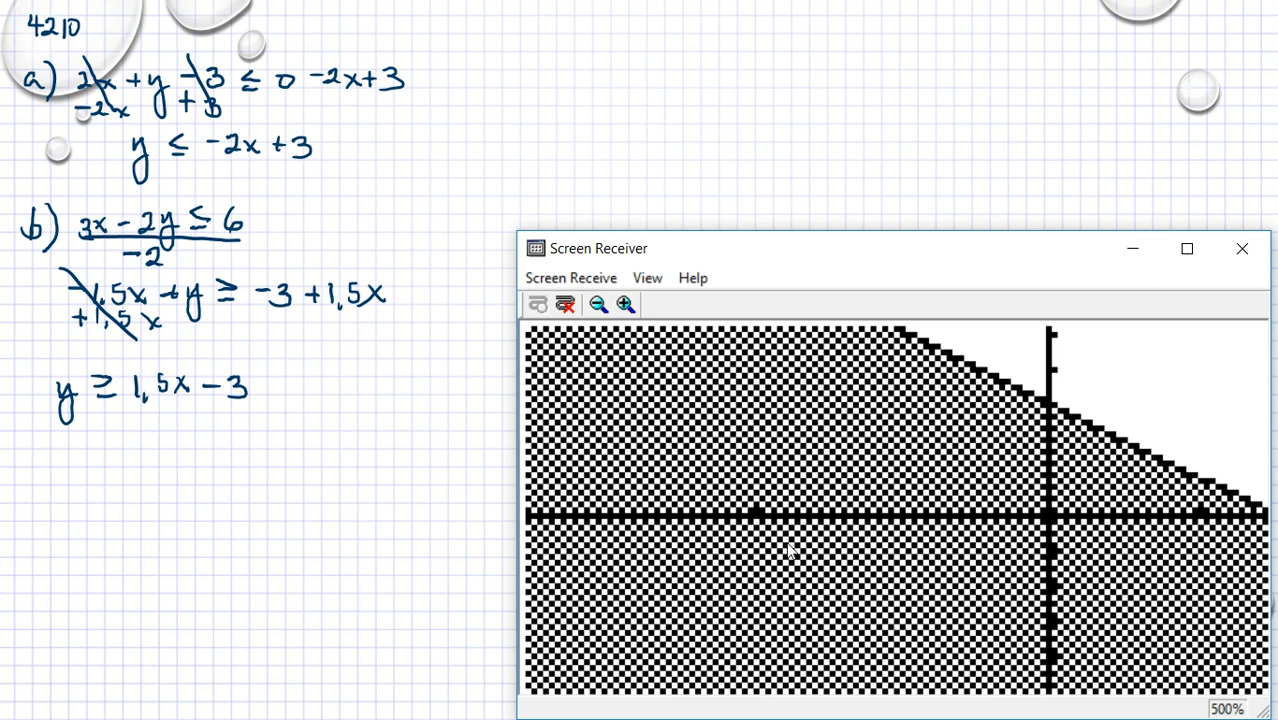 4210
a) 2x + y - 3 ≤ 0 -2x+3
-2x + 3
y ≤ -2x + 3
b) 3x - 2y ≤ 6
-2
-1,5x + y ≥ -3 + 1,5x
+1,5x
y ≥ 1,5x - 3
Screen Receiver
Screen Receive View Help
500%